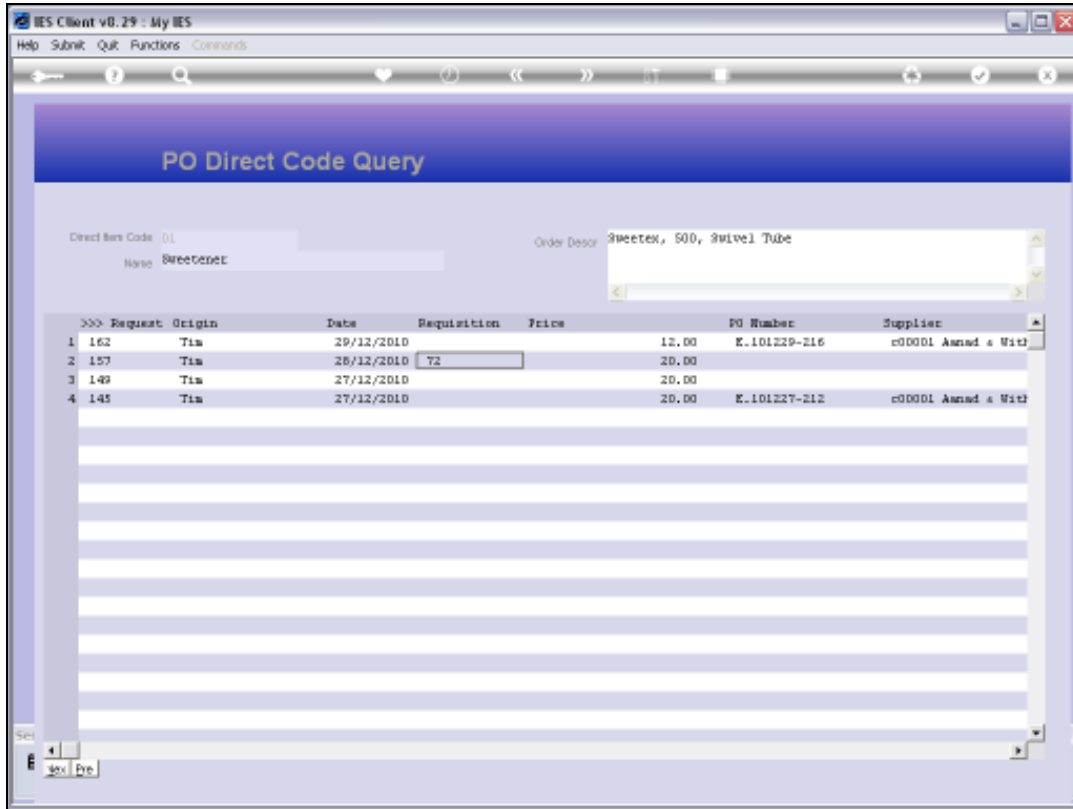 IES Client v8.29 : My IES
Help Submit Quit Functions Commands
PO Direct Code Query
Direct Item Code 01
Order Descr Sweetex, 500, Swivel Tube
Name Sweetener
>>> Request Origin Date Requisition Price PO Number Supplier
1 162 Tim 29/12/2010 12.00 K.101229-216 c00001 Aanad & With
2 157 Tim 28/12/2010 72 20.00
3 149 Tim 27/12/2010 20.00
4 145 Tim 27/12/2010 20.00 K.101227-212 c00001 Aanad & With
Ser
Pre